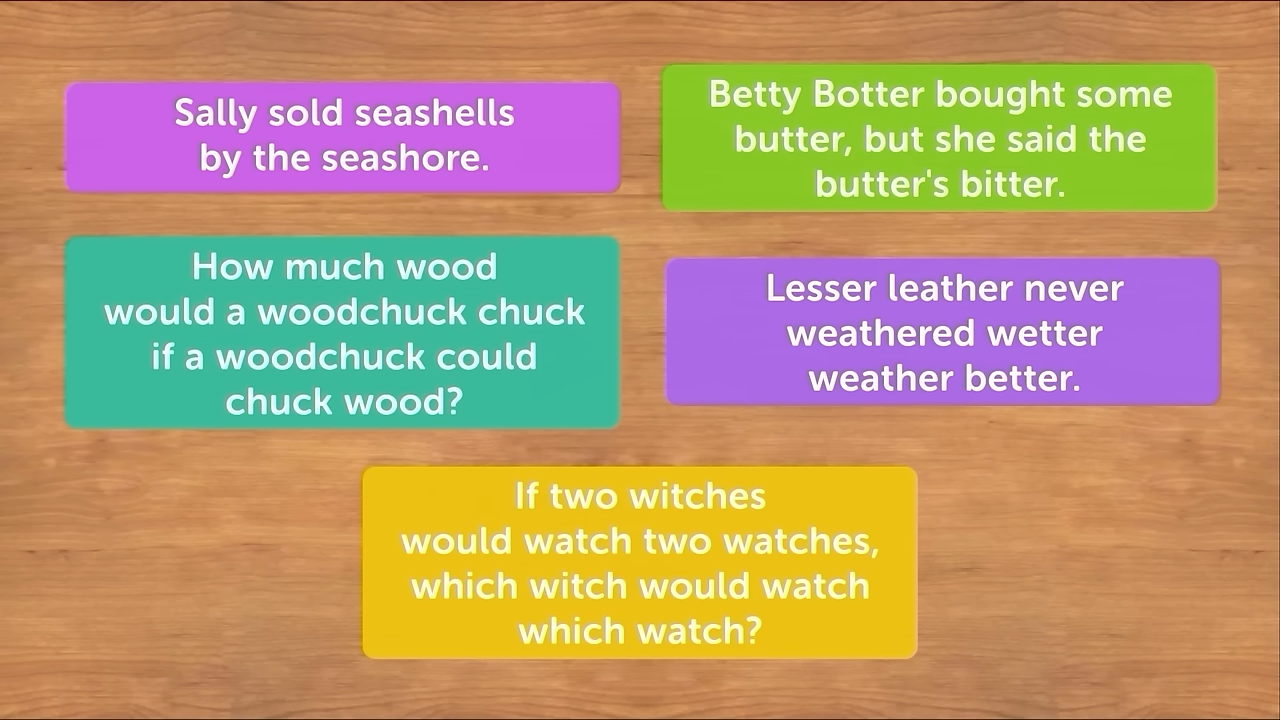 Sally sold seashells
by the seashore.
Betty Botter bought some
butter, but she said the
butter's bitter.
How much wood
would a woodchuck chuck
if a woodchuck could
chuck wood?
Lesser leather never
weathered wetter
weather better.
If two witches
would watch two watches,
which witch would watch
which watch?